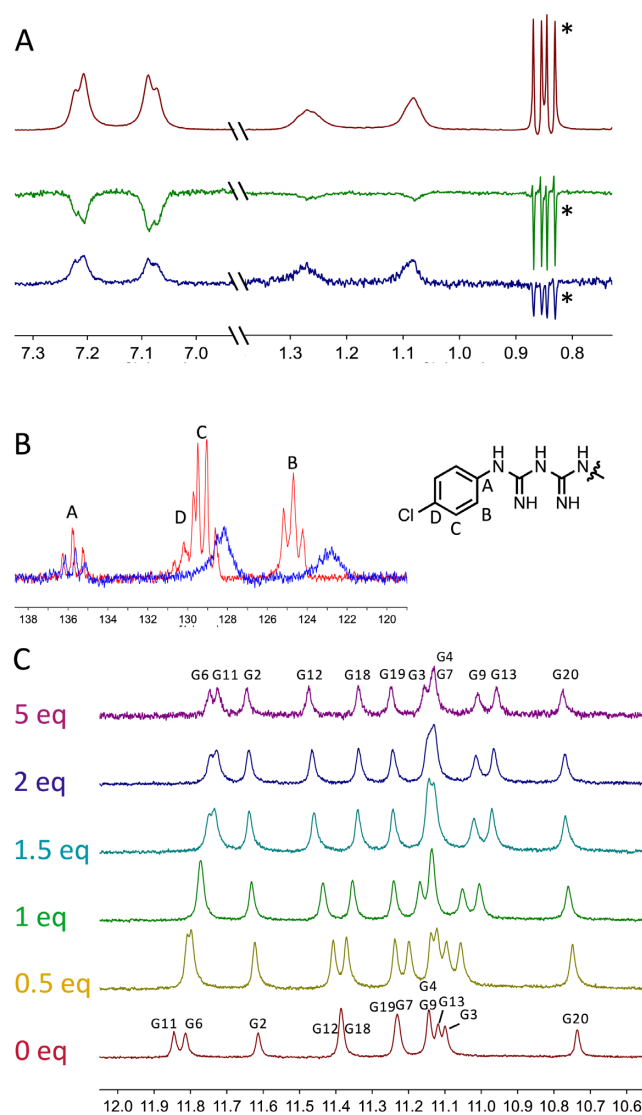 A
*
*
*
7.3 7.2 7.1 7.0 1.3 1.2 1.1 1.0 0.9 0.8
B
A
D
C
B
138 136 134 132 130 128 126 124 122 120
H
N
H
N
H
N
A
NH
NH
Cl
D
B
C
C
G6 G11 G2 G12 G18 G19 G3 G4 G7 G9 G13 G20
5 eq
2 eq
1.5 eq
1 eq
0.5 eq
0 eq
G11 G6 G2 G12 G18 G19 G7 G4 G9 G13 G3 G20
12.0 11.9 11.8 11.7 11.6 11.5 11.4 11.3 11.2 11.1 11.0 10.9 10.8 10.7 10.6